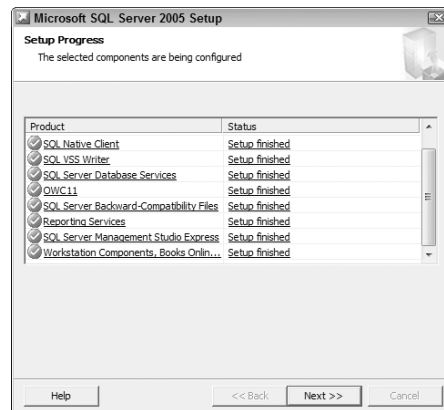 Microsoft SQL Server 2005 Setup
Setup Progress
The selected components are being configured
Product Status
SQL Native Client Setup finished
SQL VSS Writer Setup finished
SQL Server Database Services Setup finished
OWC11 Setup finished
SQL Server Backward-Compatibility Files Setup finished
Reporting Services Setup finished
SQL Server Management Studio Express Setup finished
Workstation Components, Books Onlin... Setup finished
Help << Back Next >> Cancel